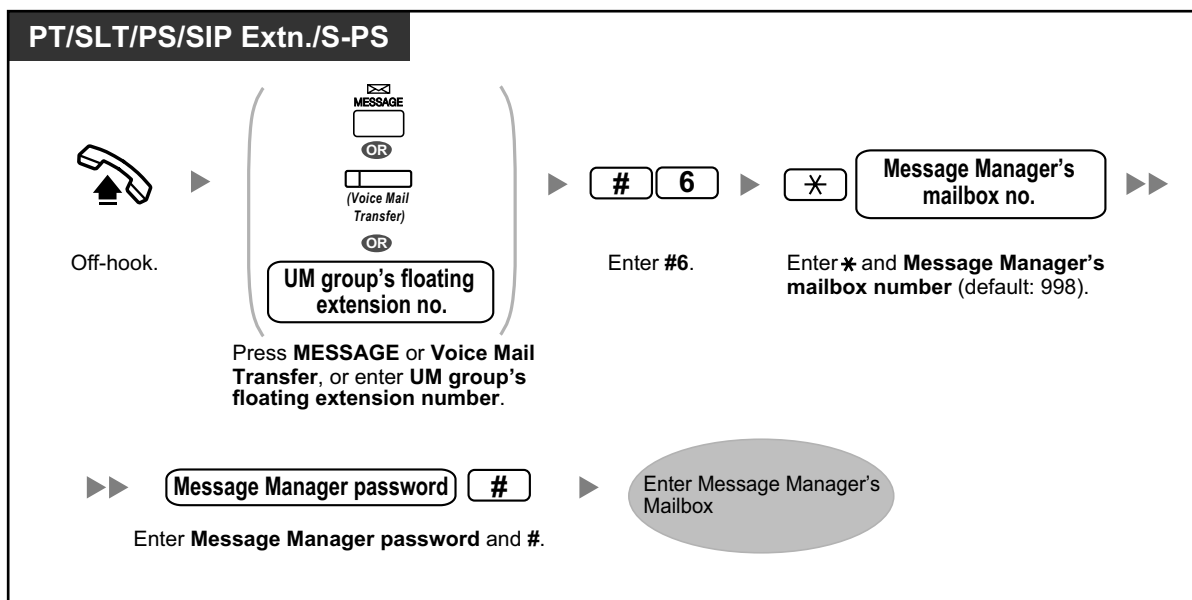 PT/SLT/PS/SIP Extn./S-PS
MESSAGE
OR
(Voice Mail
Transfer)
OR
UM group's floating
extension no.
# 6
* Message Manager's
mailbox no.
Off-hook.
Press MESSAGE or Voice Mail
Transfer, or enter UM group's
floating extension number.
Enter #6.
Enter * and Message Manager's
mailbox number (default: 998).
Message Manager password #
Enter Message Manager password and #.
Enter Message Manager's
Mailbox